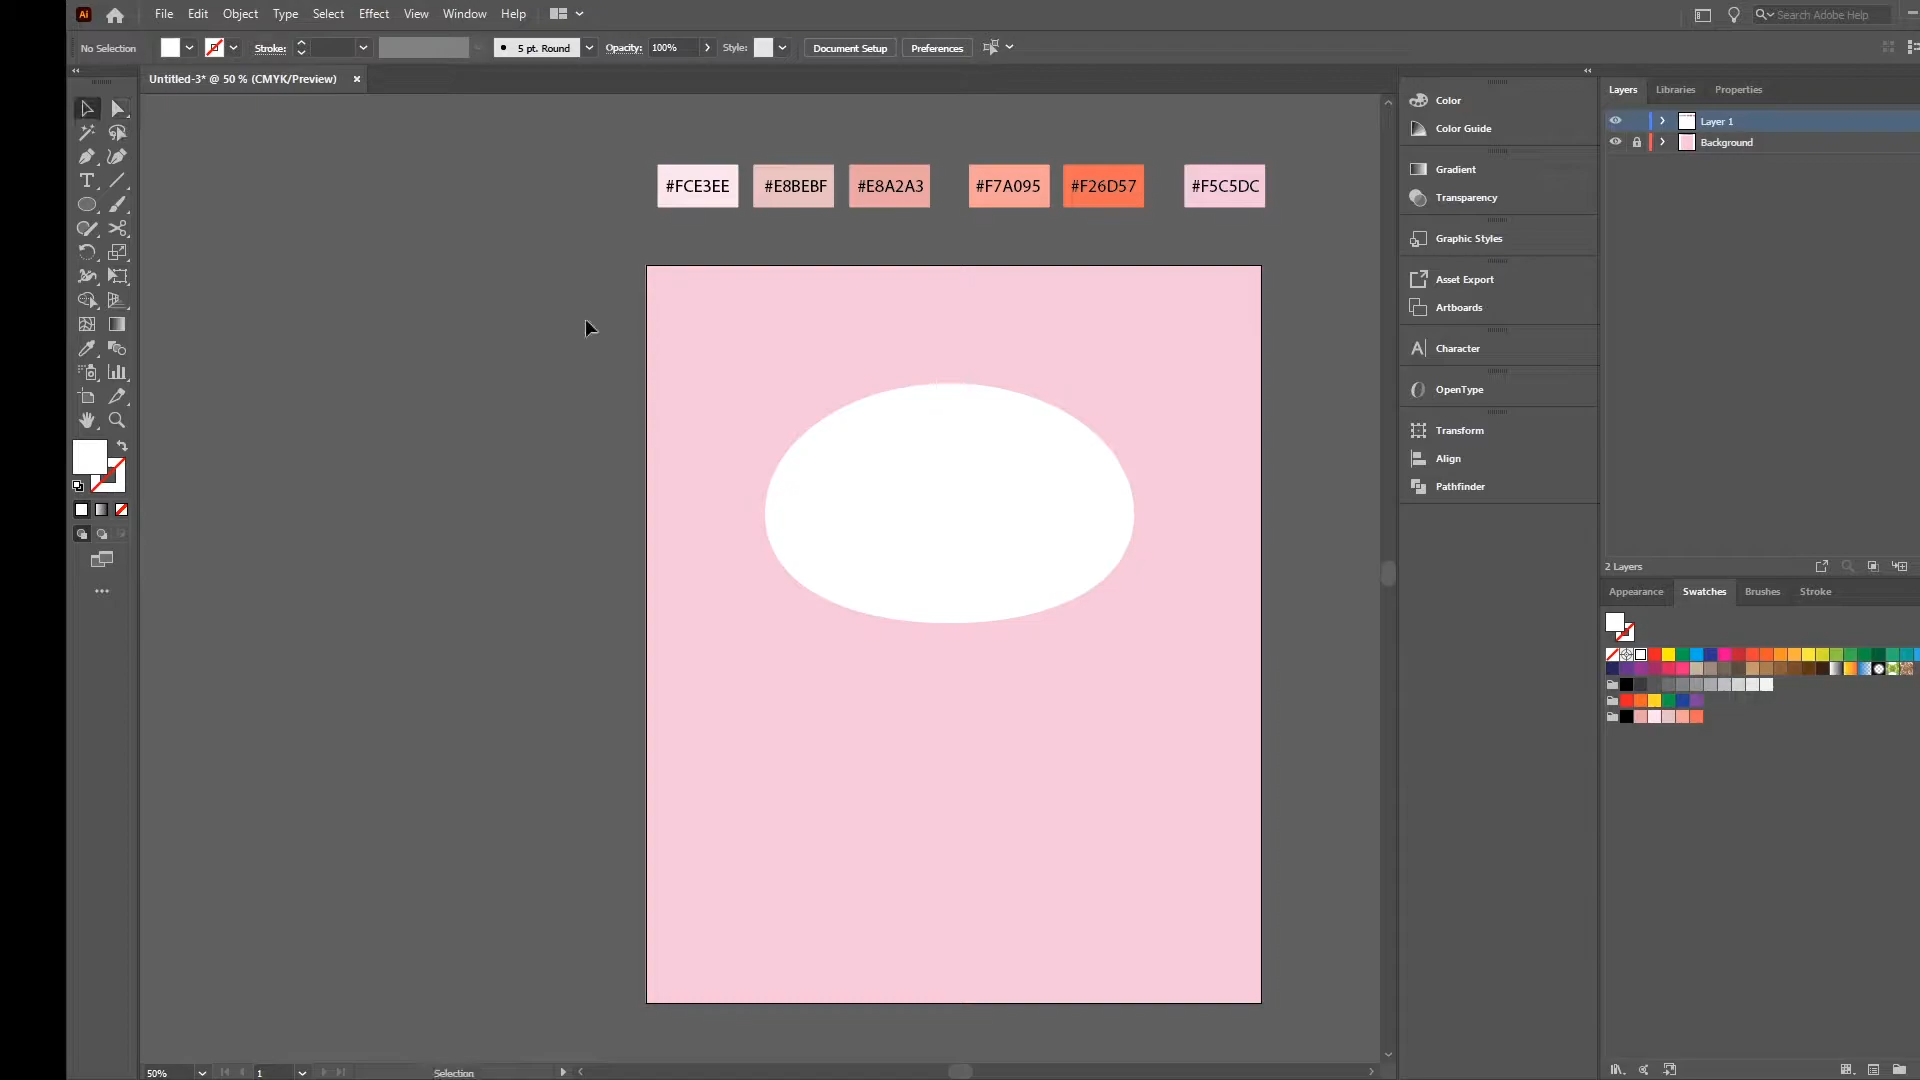 Ai File Edit Object Type Select Effect View Window Help Search Adobe Help
No Selection Stroke: 5 pt. Round Opacity: 100% Style: Document Setup Preferences
Untitled-3* @ 50 % (CMYK/Preview) ×
#FCE3EE #E8BEBF #E8A2A3 #F7A095 #F26D57 #F5C5DC
Color
Color Guide
Gradient
Transparency
Graphic Styles
Asset Export
Artboards
Character
OpenType
Transform
Align
Pathfinder
Layers Libraries Properties
Layer 1
Background
2 Layers
Appearance Swatches Brushes Stroke
50% 1 Selection